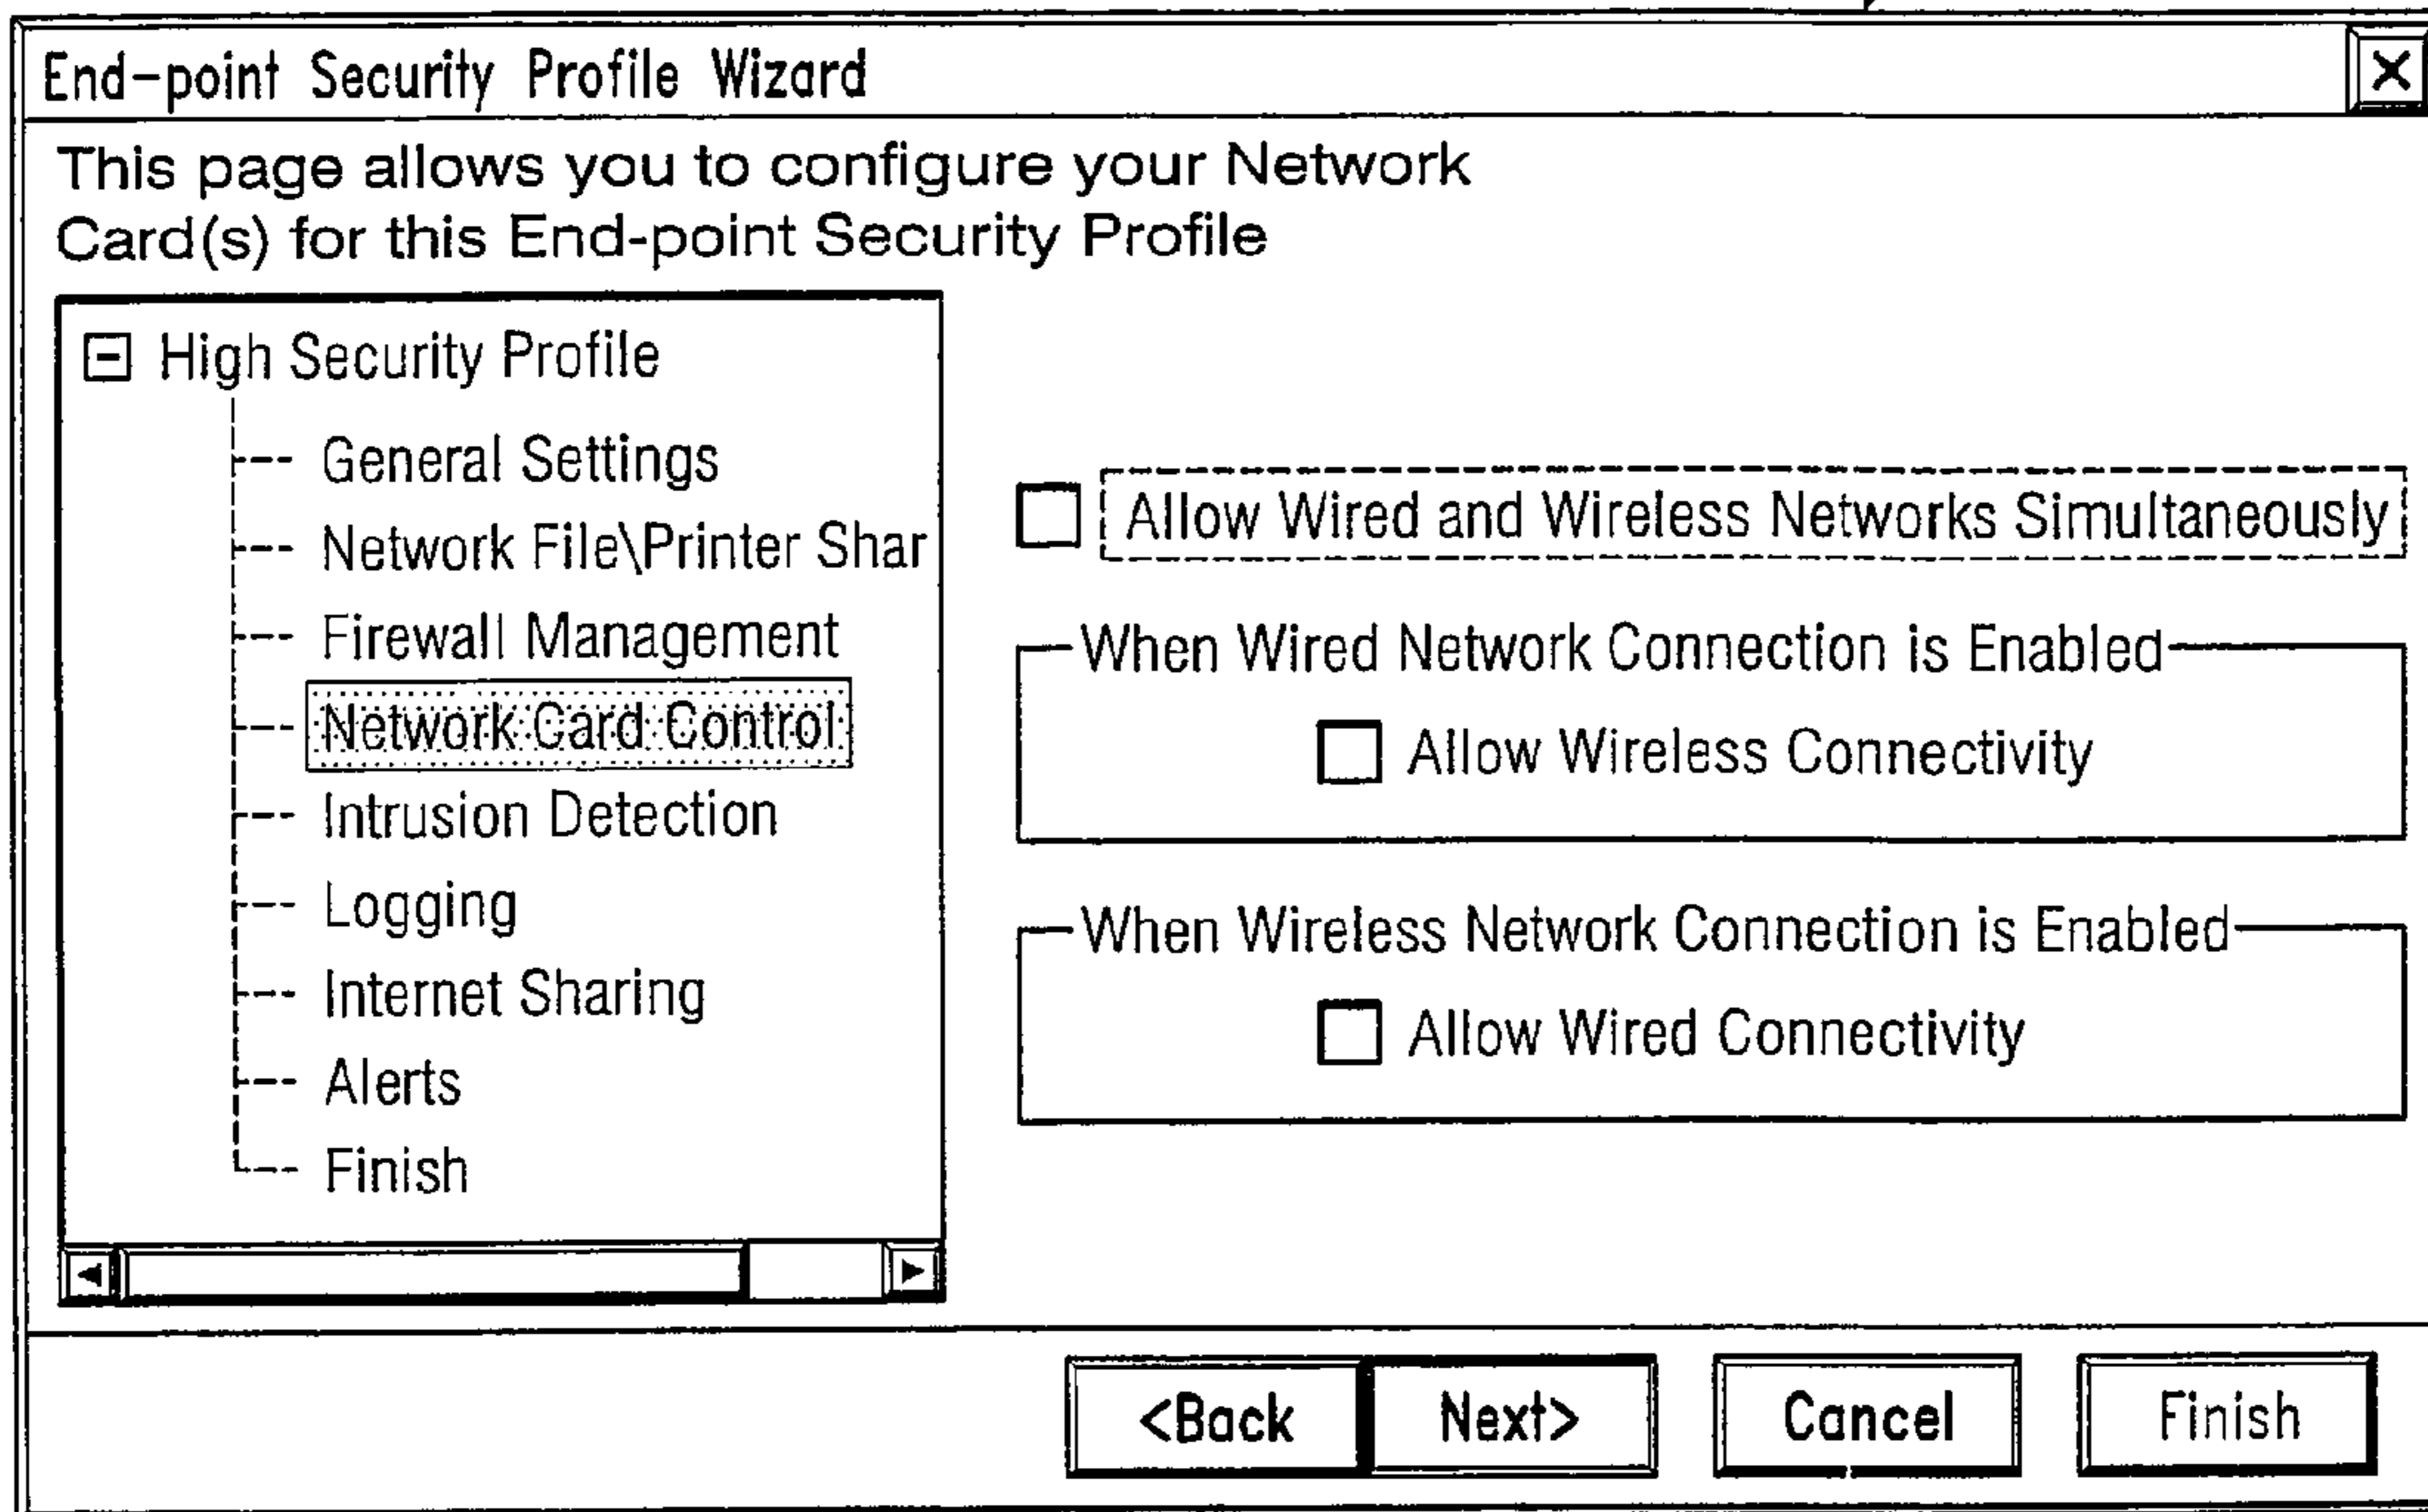 End-point Security Profile Wizard
This page allows you to configure your Network
Card(s) for this End-point Security Profile
High Security Profile
General Settings
Network File\Printer Shar
Firewall Management
Network Card Control
Intrusion Detection
Logging
Internet Sharing
Alerts
Finish
Allow Wired and Wireless Networks Simultaneously
When Wired Network Connection is Enabled
Allow Wireless Connectivity
When Wireless Network Connection is Enabled
Allow Wired Connectivity
<Back Next> Cancel Finish